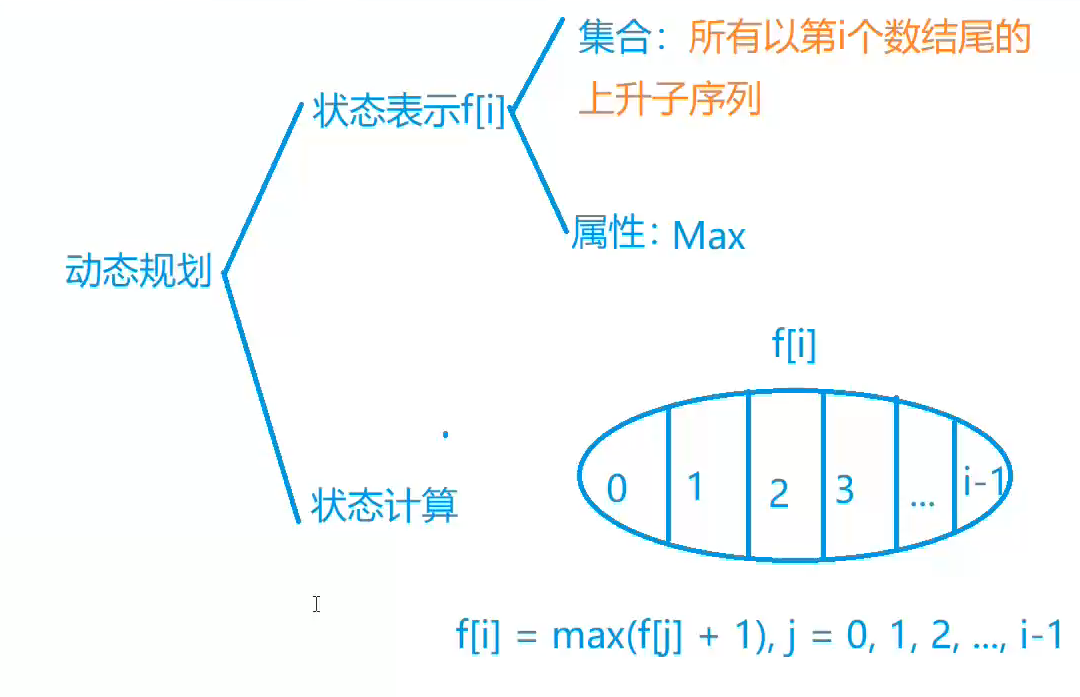 集合：所有以第i个数结尾的
上升子序列
状态表示f[i]
属性：Max
动态规划
f[i]
0 1 2 3 ... i-1
状态计算
f[i] = max(f[j] + 1), j = 0, 1, 2, ..., i-1